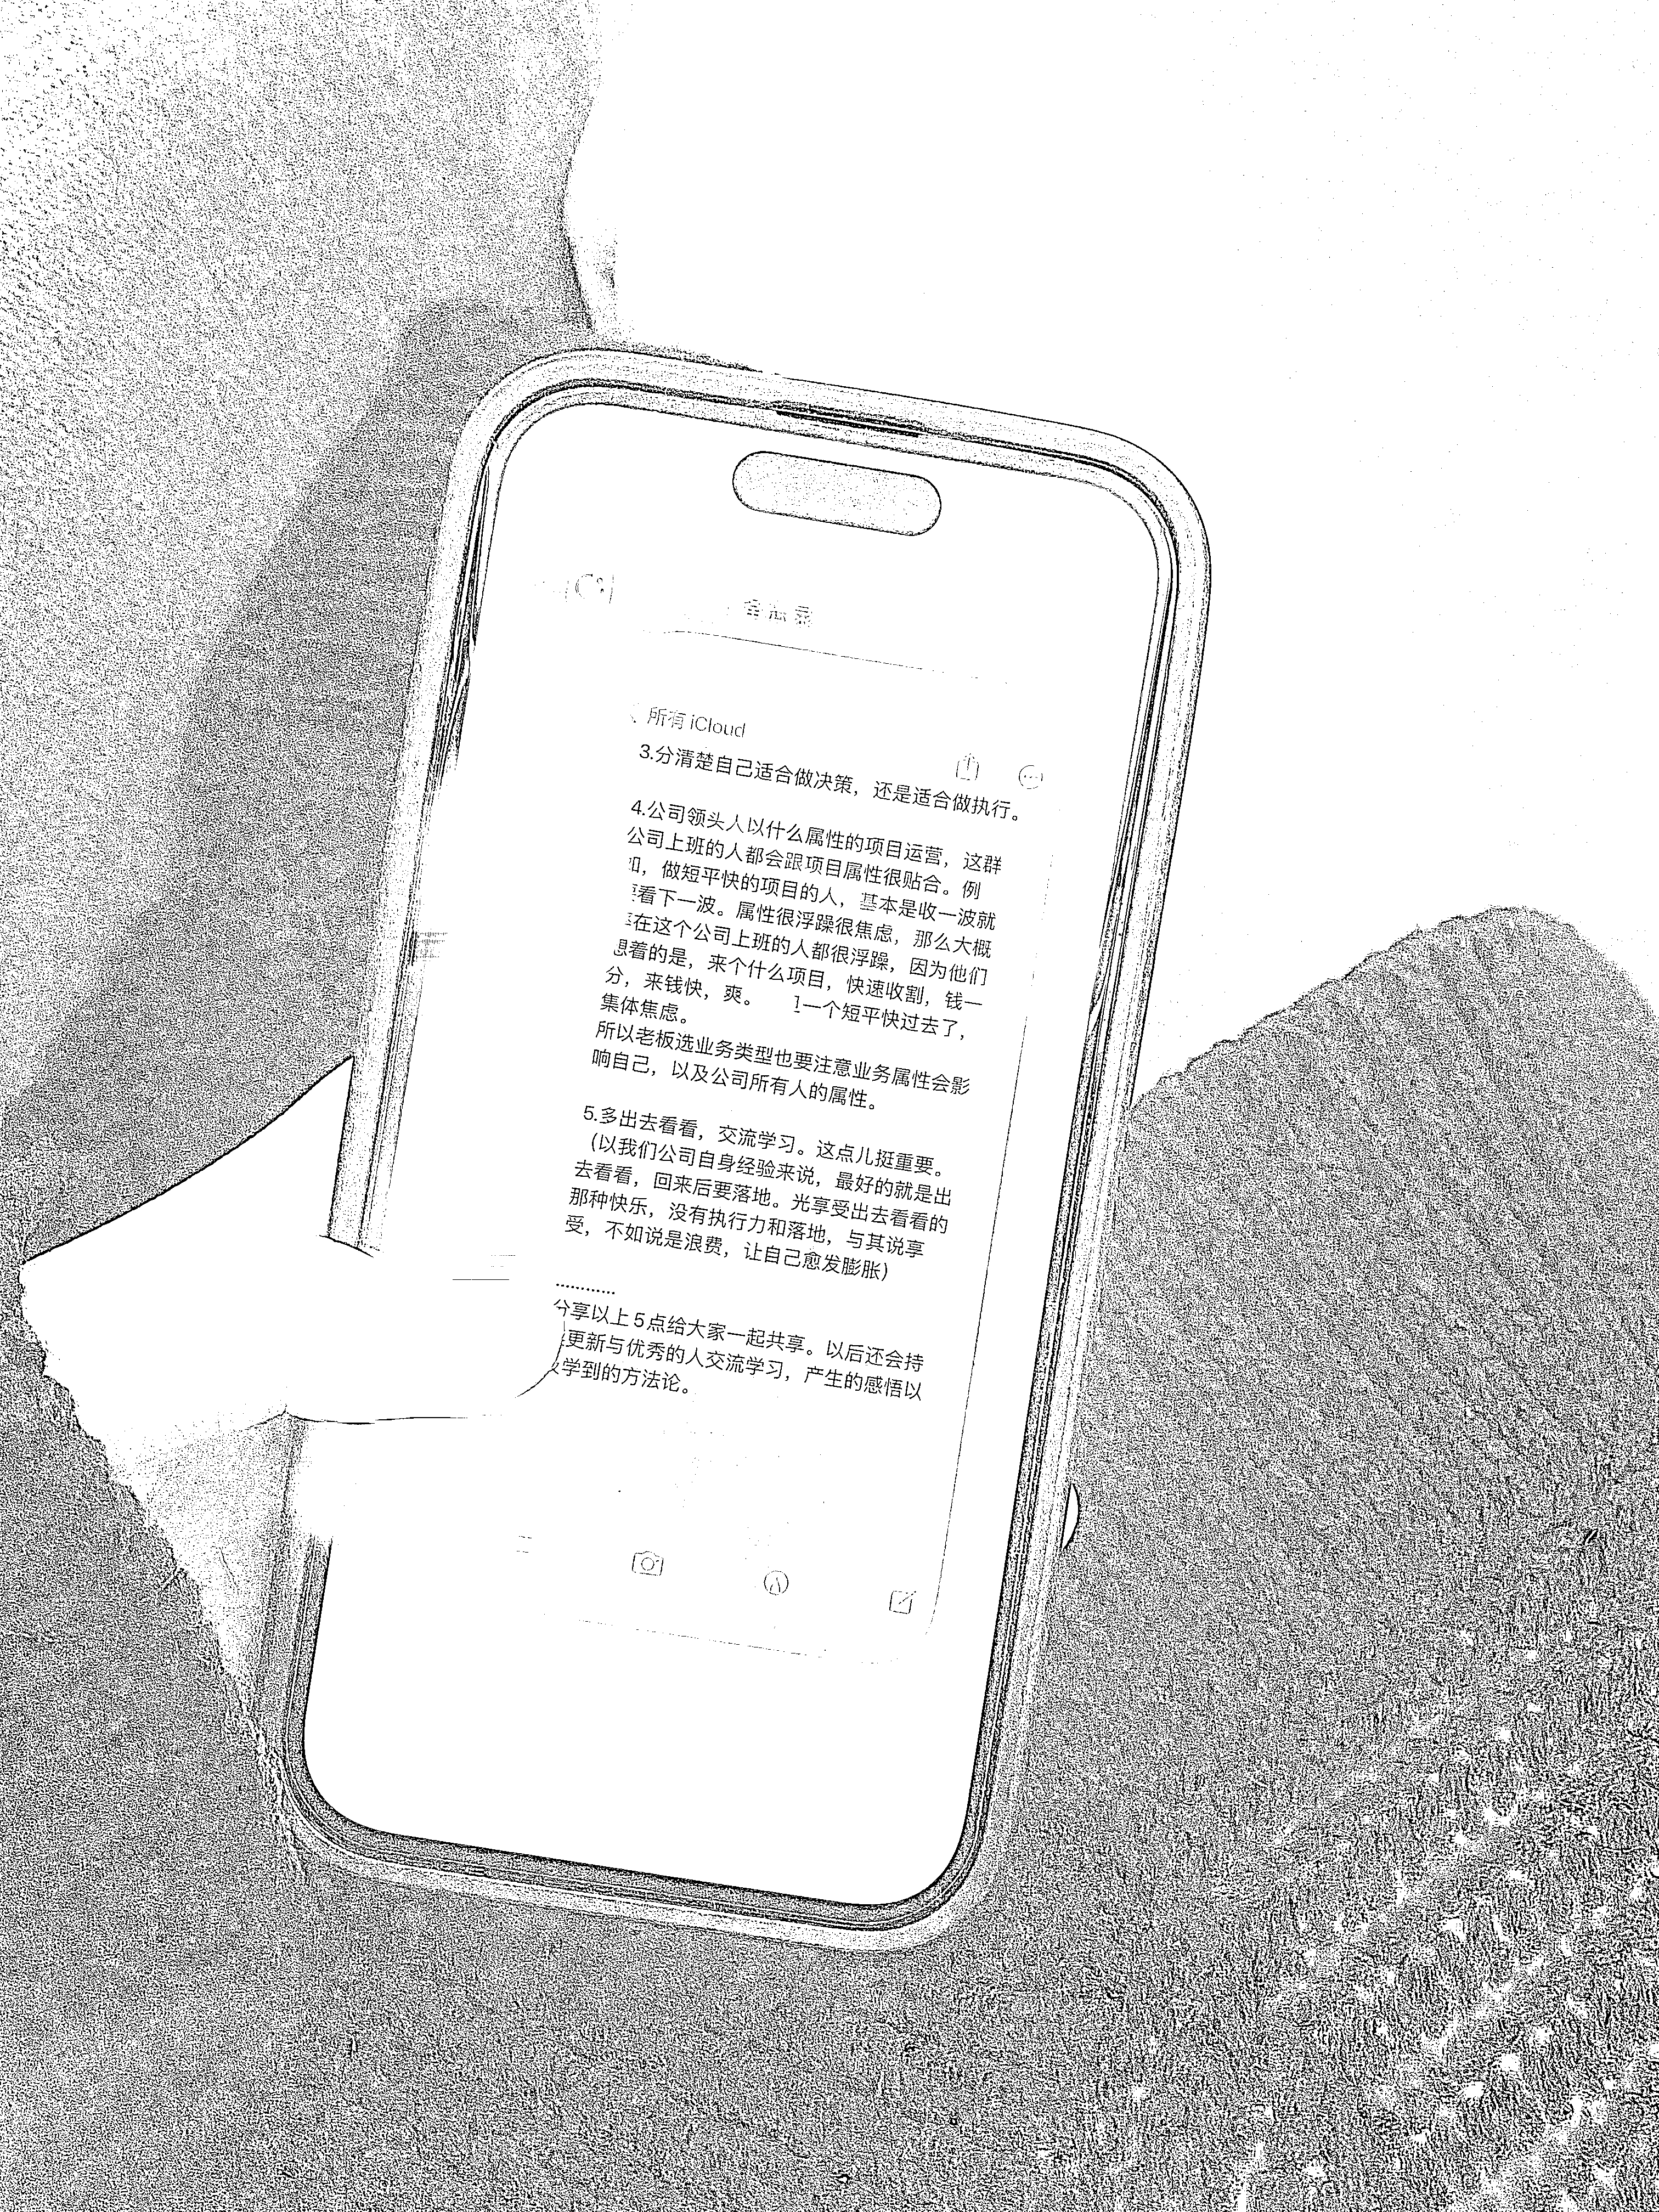 所有 iCloud
3.分清楚自己适合做决策，还是适合做执行。
4.公司领头人以什么属性的项目运营，这群
公司上班的人都会跟项目属性很贴合。例
，做短平快的项目的人，基本是收一波就
看下一波。属性很浮躁很焦虑，那么大概
在这个公司上班的人都很浮躁，因为他们
想着的是，来个什么项目，快速收割，钱一
分，来钱快，爽。 一个短平快过去了，
集体焦虑。
所以老板选业务类型也要注意业务属性会影
响自己，以及公司所有人的属性。
5.多出去看看，交流学习。这点儿挺重要。
(以我们公司自身经验来说，最好的就是出
去看看，回来后要落地。光享受出去看看的
那种快乐，没有执行力和落地，与其说享
受，不如说是浪费，让自己愈发膨胀)
............
分享以上5点给大家一起共享。以后还会持
更新与优秀的人交流学习，产生的感悟以
学到的方法论。